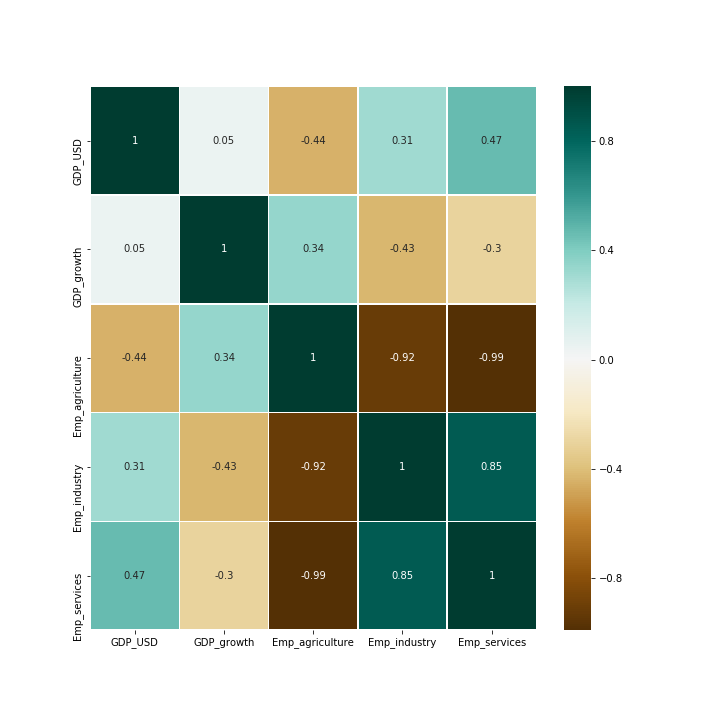 GDP_USD 1 0.05 -0.44 0.31 0.47
GDP_growth 0.05 1 0.34 -0.43 -0.3
Emp_agriculture -0.44 0.34 1 -0.92 -0.99
Emp_industry 0.31 -0.43 -0.92 1 0.85
Emp_services 0.47 -0.3 -0.99 0.85 1
GDP_USD GDP_growth Emp_agriculture Emp_industry Emp_services
0.8
0.4
0.0
−0.4
−0.8